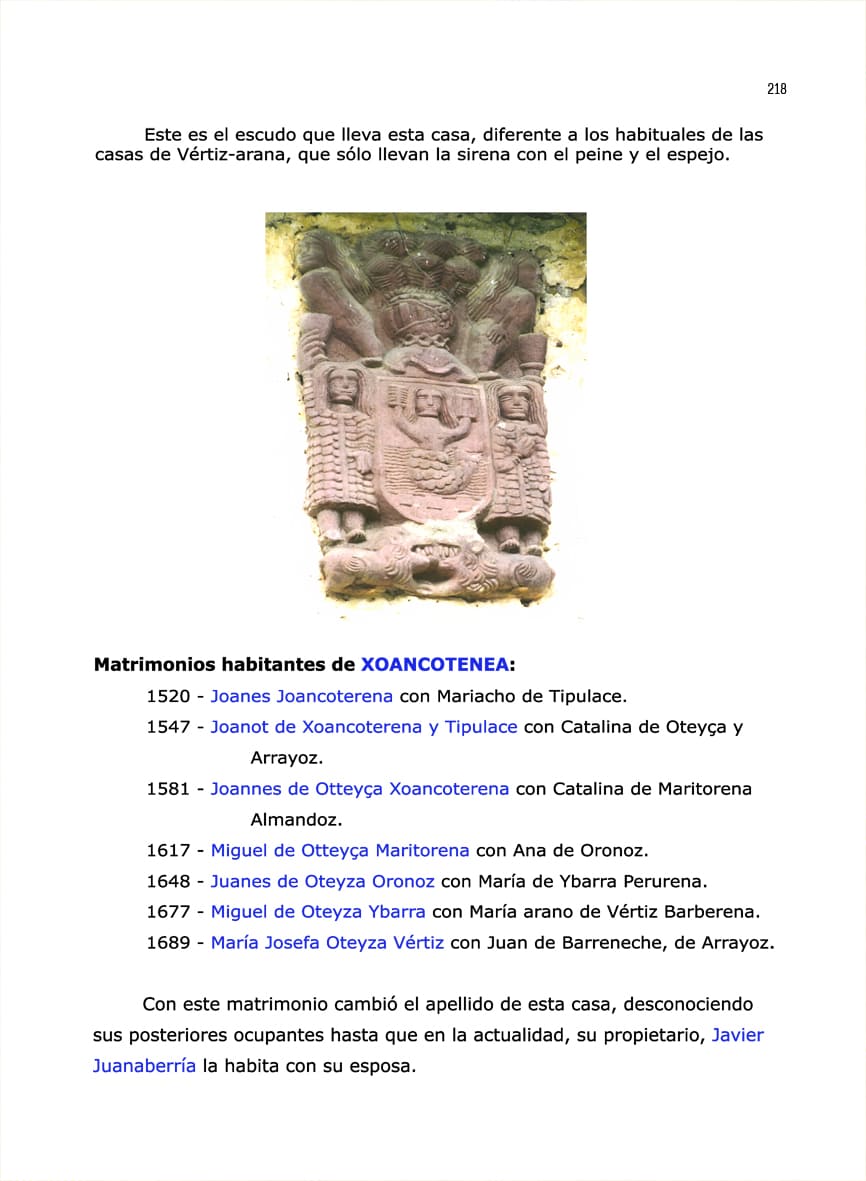 218
Este es el escudo que lleva esta casa, diferente a los habituales de las
casas de Vértiz-arana, que sólo llevan la sirena con el peine y el espejo.
Matrimonios habitantes de XOANCOTENEA:
1520 - Joanes Joancoterena con Mariacho de Tipulace.
1547 - Joanot de Xoancoterena y Tipulace con Catalina de Oteyça y
Arrayoz.
1581 - Joannes de Otteyça Xoancoterena con Catalina de Maritorena
Almandoz.
1617 - Miguel de Otteyça Maritorena con Ana de Oronoz.
1648 - Juanes de Oteyza Oronoz con María de Ybarra Perurena.
1677 - Miguel de Oteyza Ybarra con María arano de Vértiz Barberena.
1689 - María Josefa Oteyza Vértiz con Juan de Barreneche, de Arrayoz.
Con este matrimonio cambió el apellido de esta casa, desconociendo
sus posteriores ocupantes hasta que en la actualidad, su propietario, Javier
Juanaberría la habita con su esposa.